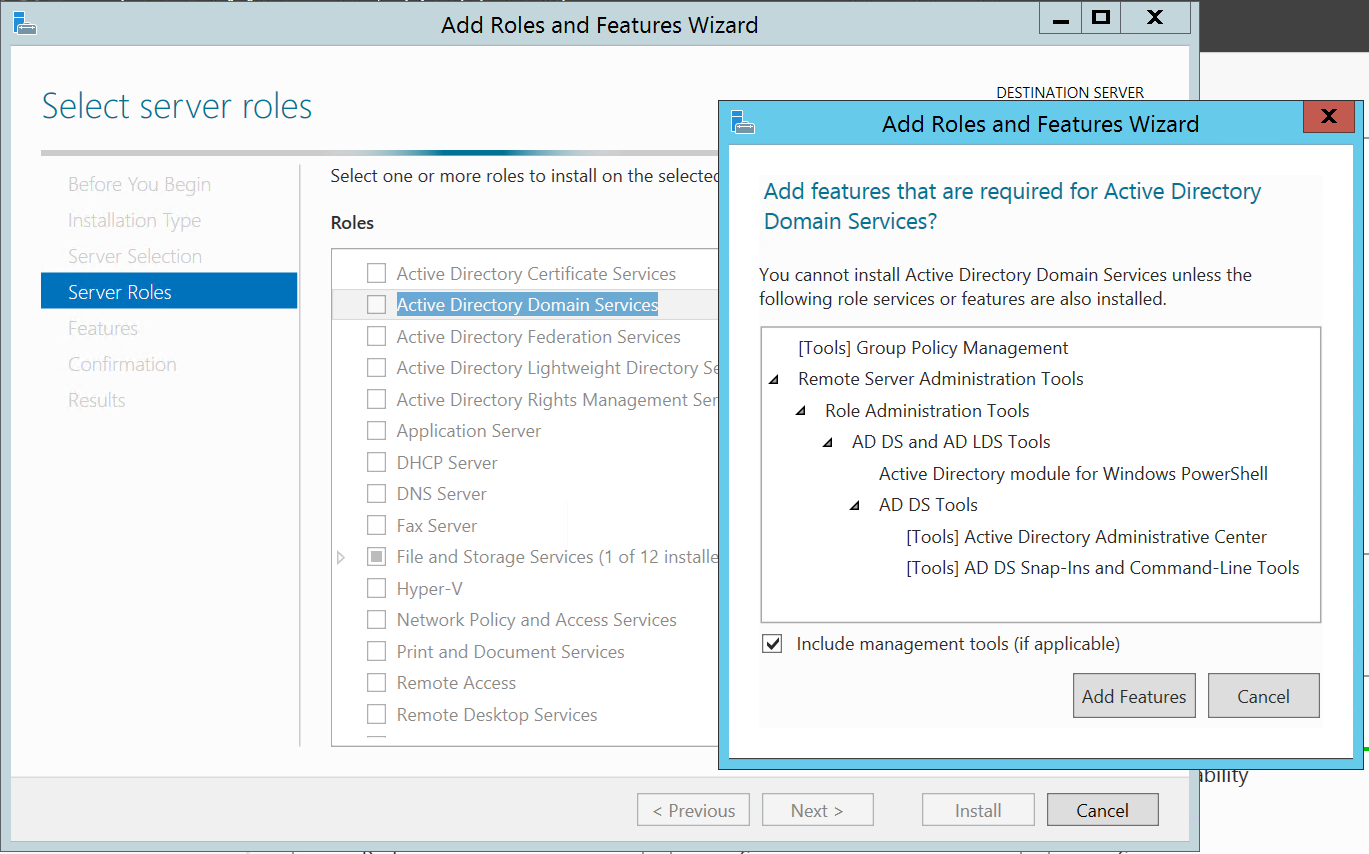 Add Roles and Features Wizard
Select server roles
DESTINATION SERVER
Before You Begin
Installation Type
Server Selection
Server Roles
Features
Confirmation
Results
Select one or more roles to install on the selected
Roles
Active Directory Certificate Services
Active Directory Domain Services
Active Directory Federation Services
Active Directory Lightweight Directory Se
Active Directory Rights Management Ser
Application Server
DHCP Server
DNS Server
Fax Server
File and Storage Services (1 of 12 installe
Hyper-V
Network Policy and Access Services
Print and Document Services
Remote Access
Remote Desktop Services
< Previous
Next >
Install
Cancel
Add Roles and Features Wizard
Add features that are required for Active Directory
Domain Services?
You cannot install Active Directory Domain Services unless the
following role services or features are also installed.
[Tools] Group Policy Management
Remote Server Administration Tools
Role Administration Tools
AD DS and AD LDS Tools
Active Directory module for Windows PowerShell
AD DS Tools
[Tools] Active Directory Administrative Center
[Tools] AD DS Snap-Ins and Command-Line Tools
Include management tools (if applicable)
Add Features
Cancel
ability